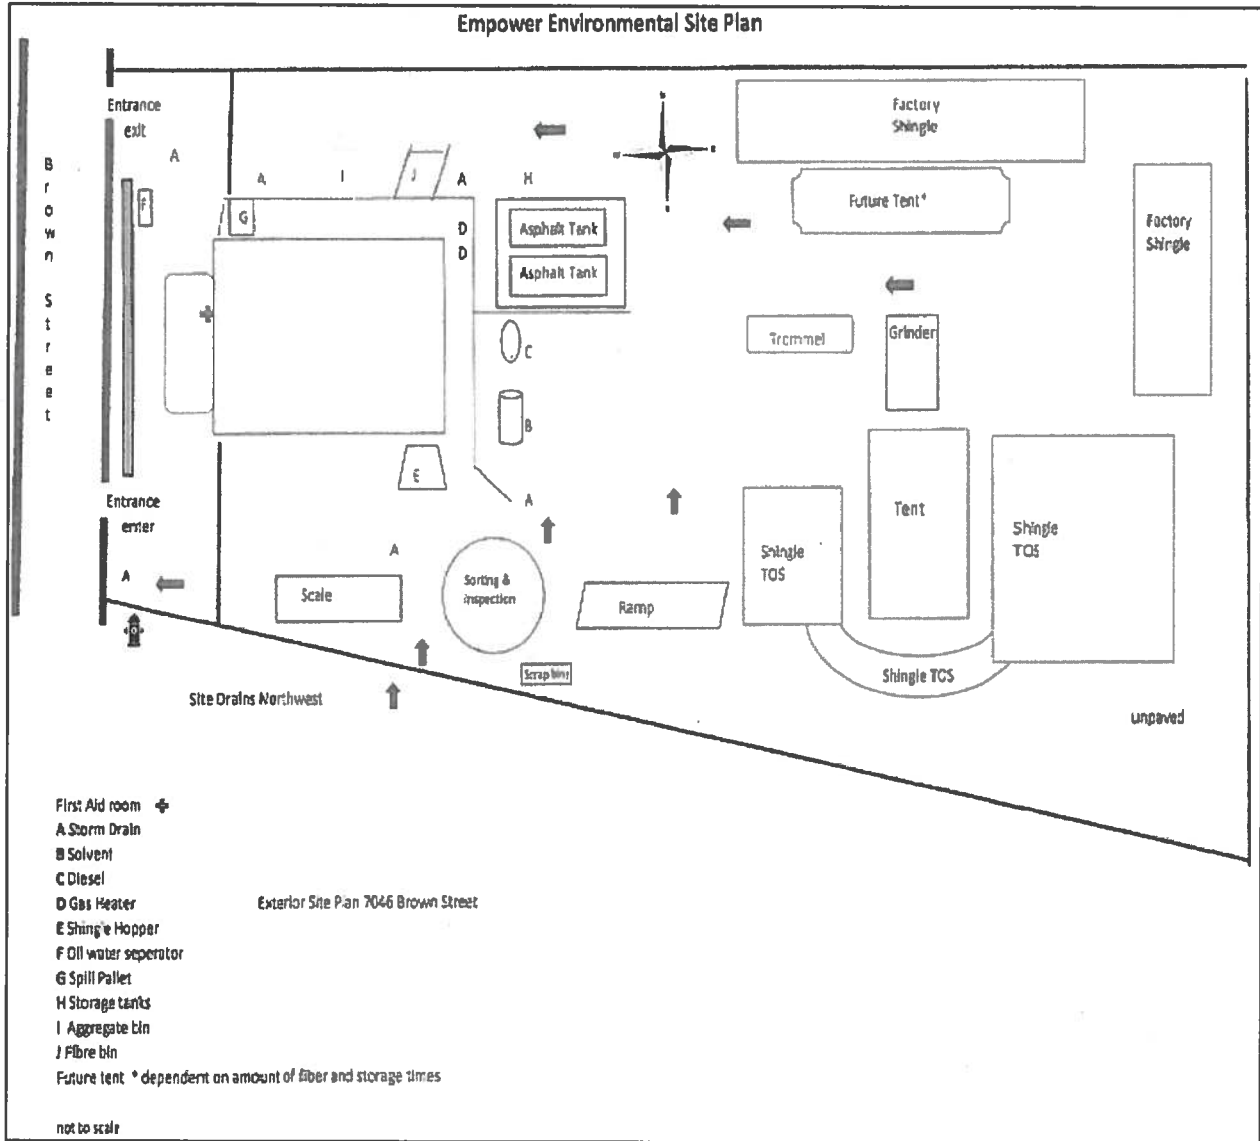 Empower Environmental Site Plan
Entrance
exit
Brown Street
A
F
A
I
J
A
H
G
D
D
Asphalt Tank
Asphalt Tank
Factory
Shingle
Future Tent*
Factory
Shingle
Trommel
Grinder
C
B
E
A
Entrance
enter
A
A
Scale
Sorting &
inspection
Ramp
Shingle
TOS
Tent
Shingle
TOS
Shingle TOS
Scrap bins
Site Drains Northwest
unpaved
First Aid room
A Storm Drain
B Solvent
C Diesel
D Gas Heater
Exterior Site Plan 7046 Brown Street
E Shingle Hopper
F Oil water seperator
G Spill Pallet
H Storage tanks
I Aggregate bin
J Fibre bin
Future tent * dependent on amount of fiber and storage times
not to scale